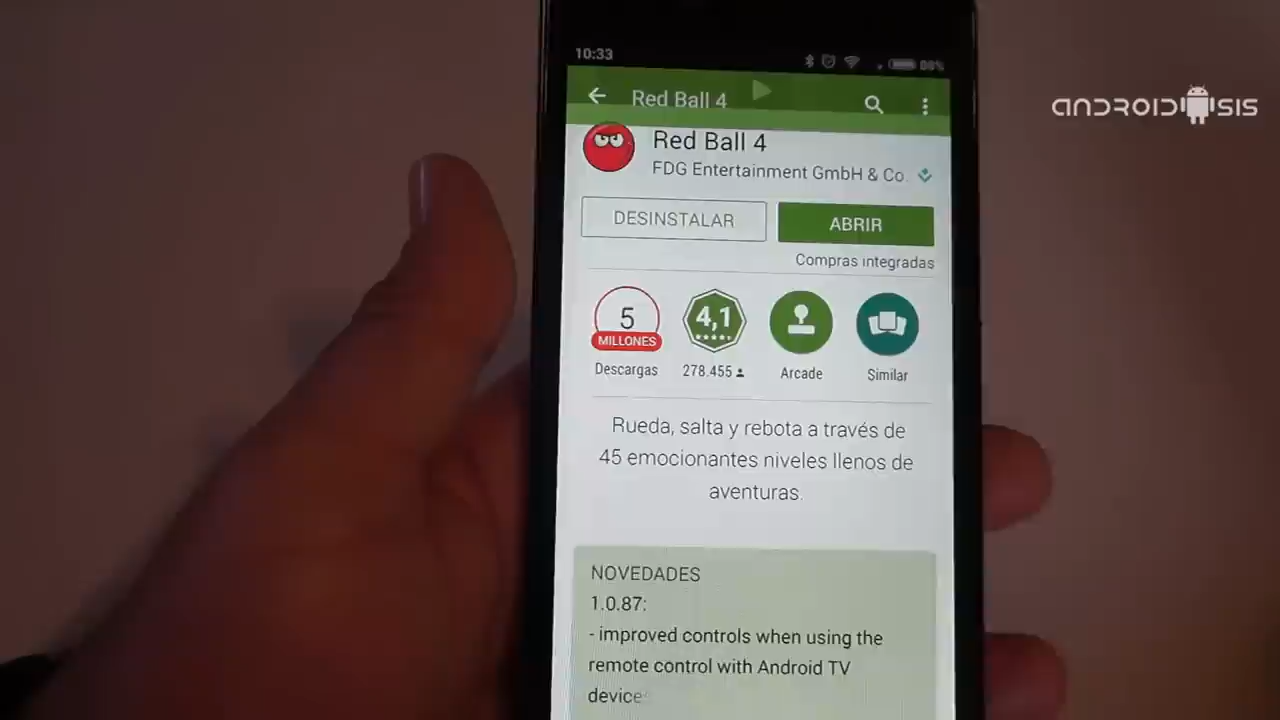 10:33
88%
ANDROIDSIS
Red Ball 4
Red Ball 4
FDG Entertainment GmbH & Co.
DESINSTALAR
ABRIR
Compras integradas
5
MILLONES
4,1
Descargas
278.455
Arcade
Similar
Rueda, salta y rebota a través de
45 emocionantes niveles llenos de
aventuras.
NOVEDADES
1.0.87:
- improved controls when using the
remote control with Android TV
devices